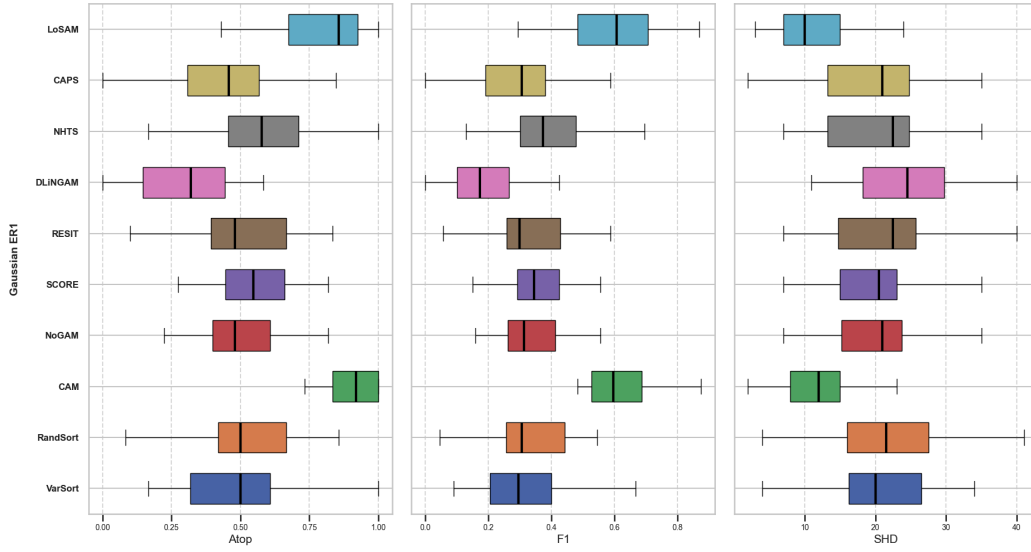 LoSAM
CAPS
NHTS
DLiNGAM
RESIT
SCORE
NoGAM
CAM
RandSort
VarSort
Gaussian ER1
0.00 0.25 0.50 0.75 1.00
Atop
0.0 0.2 0.4 0.6 0.8
F1
10 20 30 40
SHD